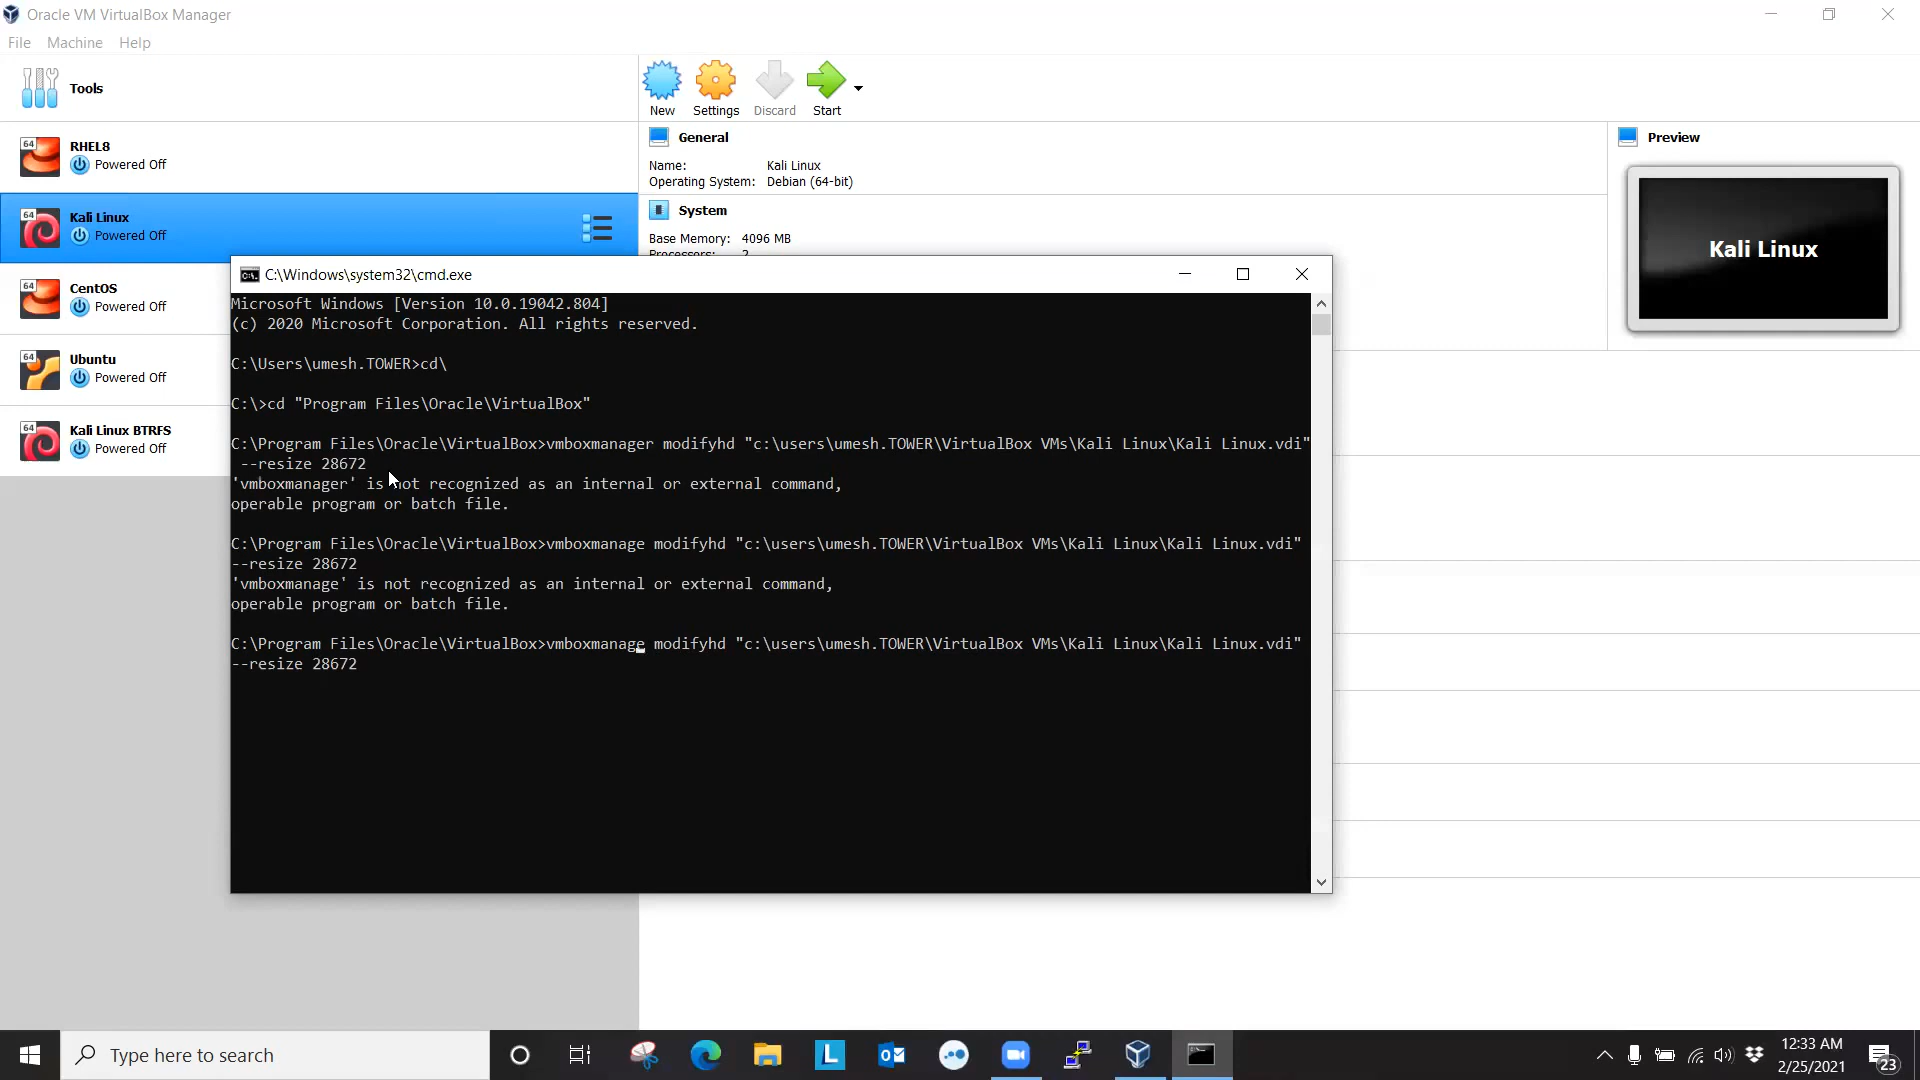 Oracle VM VirtualBox Manager
File Machine Help
Tools
New Settings Discard Start
64 RHEL8
Powered Off
64 Kali Linux
Powered Off
64 CentOS
Powered Off
64 Ubuntu
Powered Off
64 Kali Linux BTRFS
Powered Off
General
Name: Kali Linux
Operating System: Debian (64-bit)
System
Base Memory: 4096 MB
Processors: 2
Preview
Kali Linux
C:\Windows\system32\cmd.exe
Microsoft Windows [Version 10.0.19042.804]
(c) 2020 Microsoft Corporation. All rights reserved.
C:\Users\umesh.TOWER>cd\
C:\>cd "Program Files\Oracle\VirtualBox"
C:\Program Files\Oracle\VirtualBox>vmboxmanager modifyhd "c:\users\umesh.TOWER\VirtualBox VMs\Kali Linux\Kali Linux.vdi"
--resize 28672
'vmboxmanager' is not recognized as an internal or external command,
operable program or batch file.
C:\Program Files\Oracle\VirtualBox>vmboxmanage modifyhd "c:\users\umesh.TOWER\VirtualBox VMs\Kali Linux\Kali Linux.vdi"
--resize 28672
'vmboxmanage' is not recognized as an internal or external command,
operable program or batch file.
C:\Program Files\Oracle\VirtualBox>vmboxmanage modifyhd "c:\users\umesh.TOWER\VirtualBox VMs\Kali Linux\Kali Linux.vdi"
--resize 28672
Type here to search
12:33 AM
2/25/2021
23